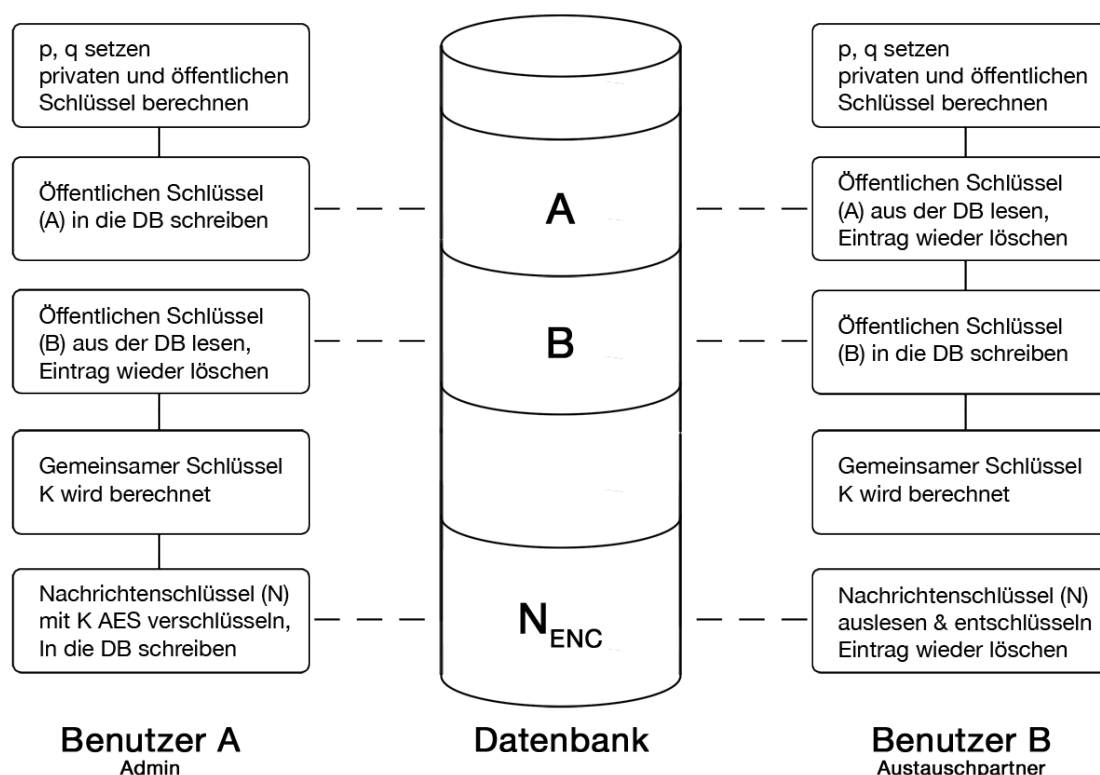 p, q setzen
privaten und öffentlichen
Schlüssel berechnen
Öffentlichen Schlüssel
(A) in die DB schreiben
Öffentlichen Schlüssel
(B) aus der DB lesen,
Eintrag wieder löschen
Gemeinsamer Schlüssel
K wird berechnet
Nachrichtenschlüssel (N)
mit K AES verschlüsseln,
In die DB schreiben
Benutzer A
Admin
A
B
N_ENC
Datenbank
p, q setzen
privaten und öffentlichen
Schlüssel berechnen
Öffentlichen Schlüssel
(A) aus der DB lesen,
Eintrag wieder löschen
Öffentlichen Schlüssel
(B) in die DB schreiben
Gemeinsamer Schlüssel
K wird berechnet
Nachrichtenschlüssel (N)
auslesen & entschlüsseln
Eintrag wieder löschen
Benutzer B
Austauschpartner